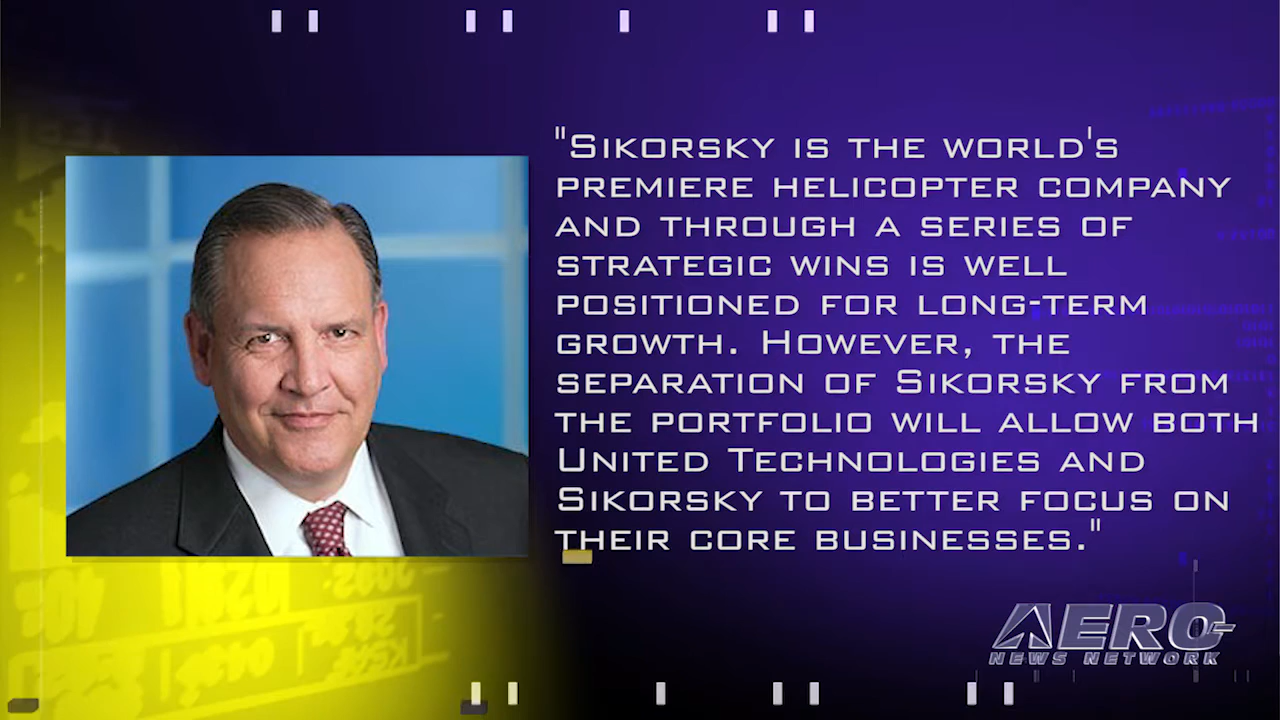 "Sikorsky is the world's
premiere helicopter company
and through a series of
strategic wins is well
positioned for long-term
growth. However, the
separation of Sikorsky from
the portfolio will allow both
United Technologies and
Sikorsky to better focus on
their core businesses."
AERO
NEWS NETWORK